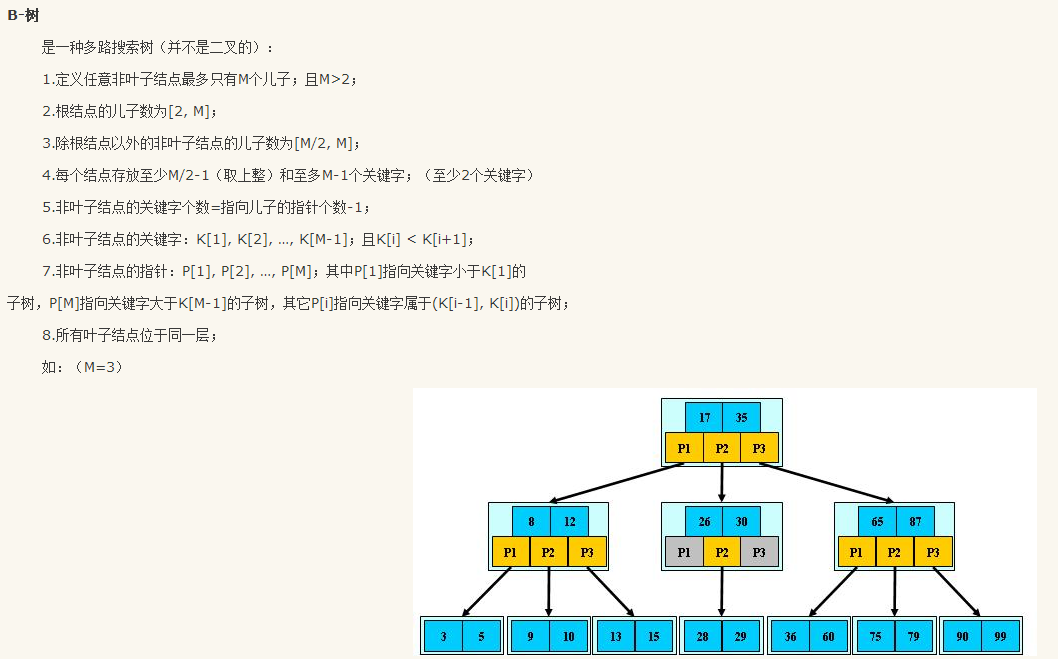 B-树
是一种多路搜索树（并不是二叉的）：
1.定义任意非叶子结点最多只有M个儿子；且M>2；
2.根结点的儿子数为[2, M]；
3.除根结点以外的非叶子结点的儿子数为[M/2, M]；
4.每个结点存放至少M/2-1（取上整）和至多M-1个关键字；（至少2个关键字）
5.非叶子结点的关键字个数=指向儿子的指针个数-1；
6.非叶子结点的关键字：K[1], K[2], …, K[M-1]；且K[i] < K[i+1]；
7.非叶子结点的指针：P[1], P[2], …, P[M]；其中P[1]指向关键字小于K[1]的
子树，P[M]指向关键字大于K[M-1]的子树，其它P[i]指向关键字属于(K[i-1], K[i])的子树；
8.所有叶子结点位于同一层；
如：（M=3）
17 35
P1 P2 P3
8 12 26 30 65 87
P1 P2 P3 P1 P2 P3 P1 P2 P3
3 5 9 10 13 15 28 29 36 60 75 79 90 99